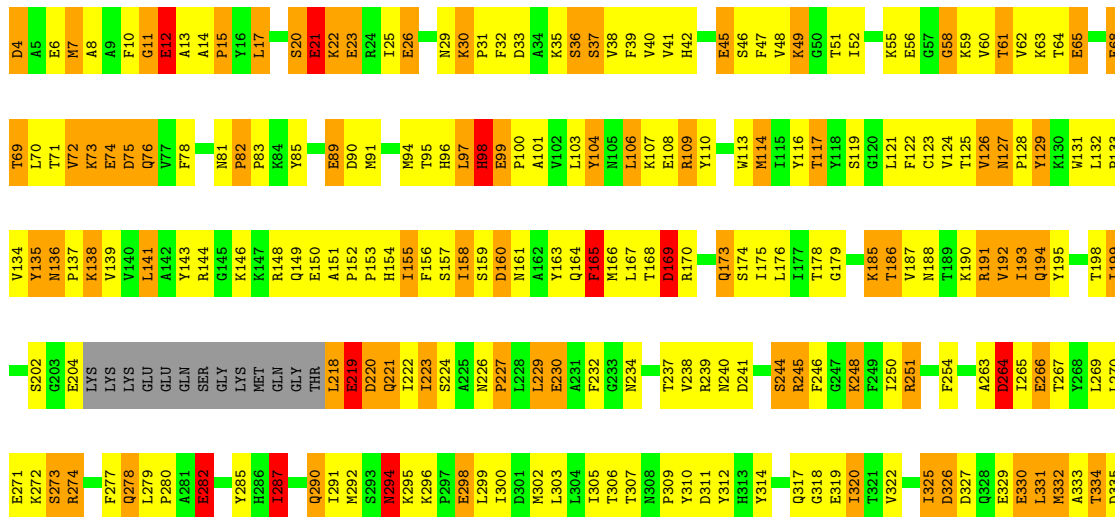 D4 A5 E6 M7 A8 A9 F10 G11 E12 A13 A14 P15 Y16 L17 S20 E21 K22 E23 R24 I25 E26 N29 K30 P31 F32 D33 A34 K35 S36 S37 V38 F39 V40 V41 H42 E45 S46 F47 V48 K49 G50 T51 I52 K55 E56 G57 G58 K59 V60 T61 V62 K63 T64 E65
T69 L70 T71 V72 K73 E74 D75 Q76 V77 F78 N81 P82 P83 K84 Y85 E89 D90 M91 M94 T95 H96 L97 H98 E99 P100 A101 V102 L103 Y104 N105 L106 K107 E108 R109 Y110 W113 M114 I115 Y116 T117 Y118 S119 G120 L121 F122 C123 V124 T125 V126 N127 P128 Y129 K130 W131 L132 P133
V134 Y135 N136 P137 K138 V139 V140 L141 A142 Y143 R144 G145 K146 K147 R148 Q149 E150 A151 P152 P153 H154 I155 F156 S157 I158 S159 D160 N161 A162 Y163 Q164 F165 M166 L167 T168 D169 R170 Q173 S174 I175 L176 I177 T178 G179 K185 T186 V187 N188 T189 K190 R191 V192 I193 Q194 Y195 T198
S202 G203 E204 LYS LYS LYS GLU GLU GLN SER GLY LYS MET GLN GLY THR L218 E219 D220 Q221 I222 I223 S224 A225 N226 P227 L228 L229 E230 A231 F232 G233 N234 T237 V238 R239 N240 D241 S244 R245 F246 G247 K248 F249 I250 R251 F254 A263 D264 I265 E266 T267 Y268 L269
E271 K272 S273 R274 F277 Q278 L279 P280 A281 E282 Y285 H286 I287 Q290 I291 M292 S293 N294 K295 K296 P297 E298 L299 I300 D301 M302 L303 L304 I305 T306 T307 N308 P309 Y310 D311 Y312 H313 Y314 Q317 G318 E319 I320 T321 V322 I325 D326 D327 Q328 E329 E330 L331 M332 A333 T334